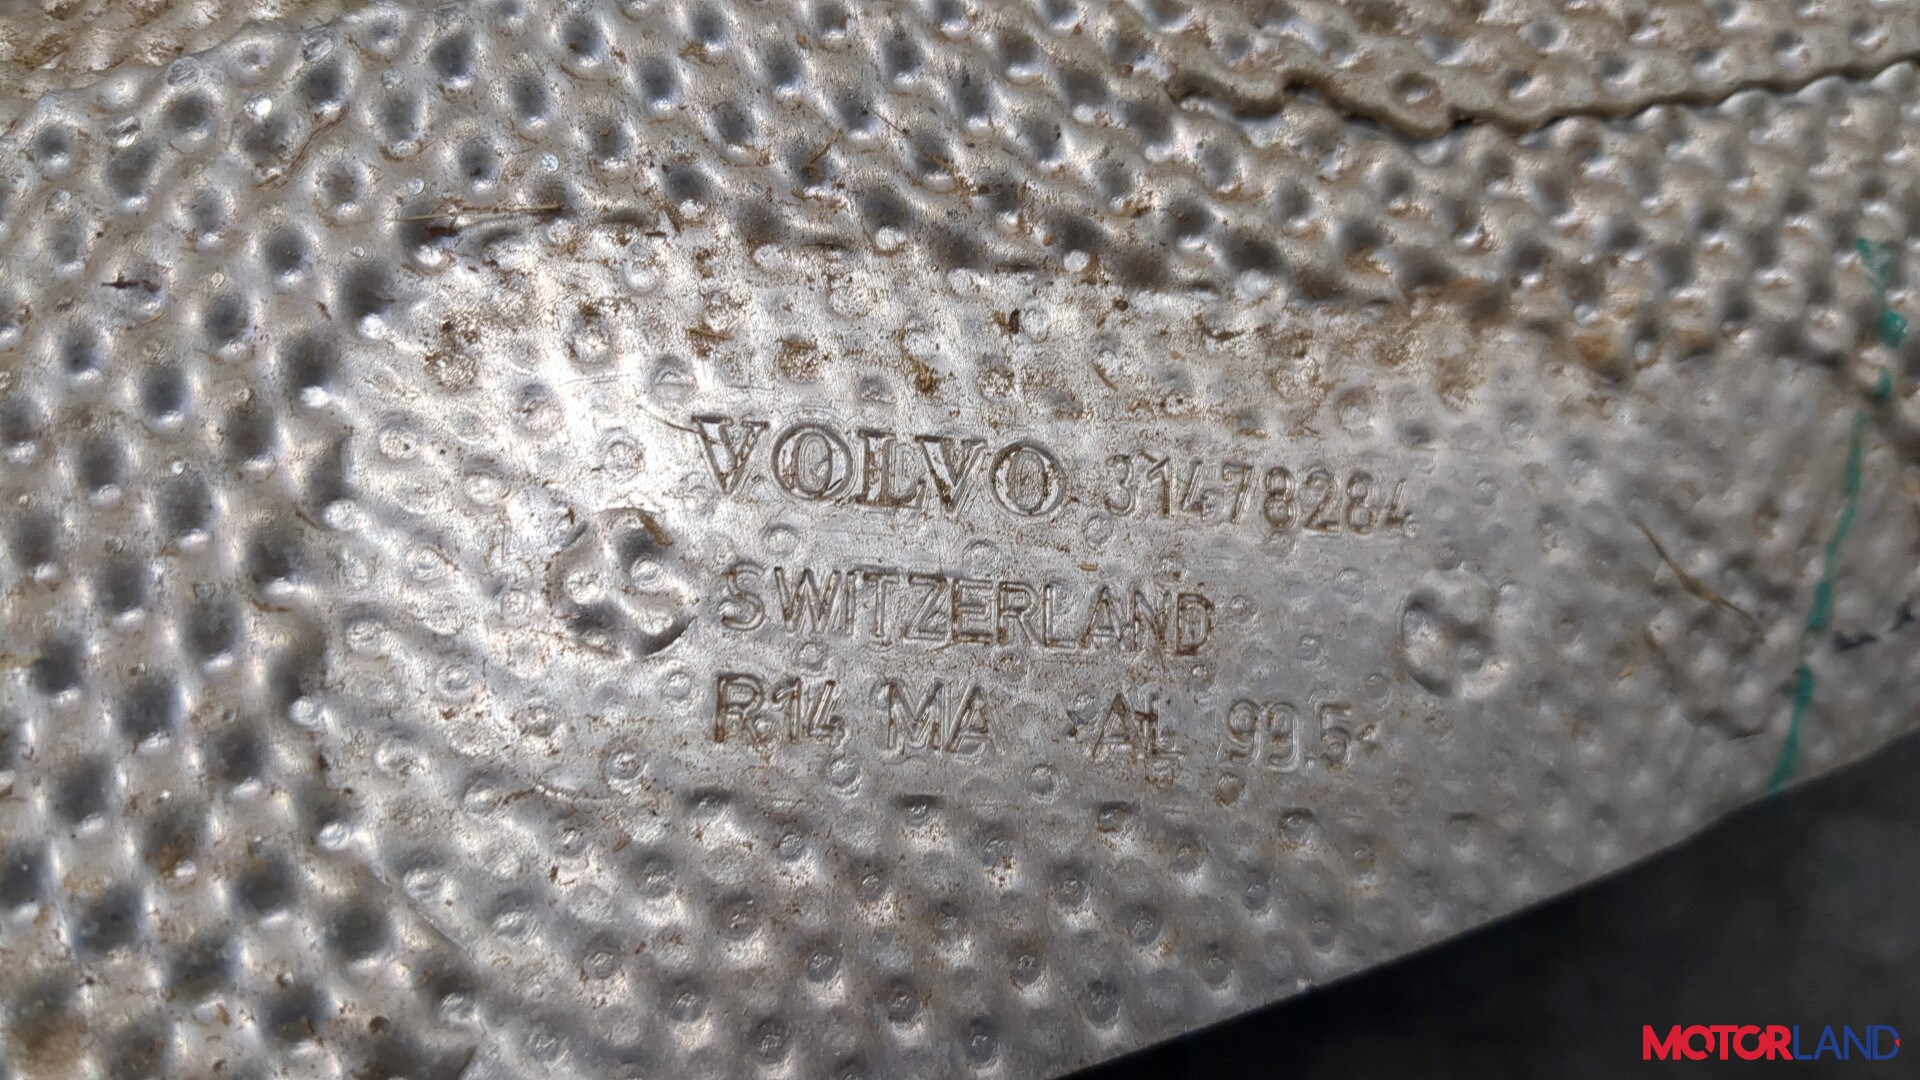 VOLVO 31478284
SWITZERLAND
R14 MA >AL 99.5<
MOTORLAND